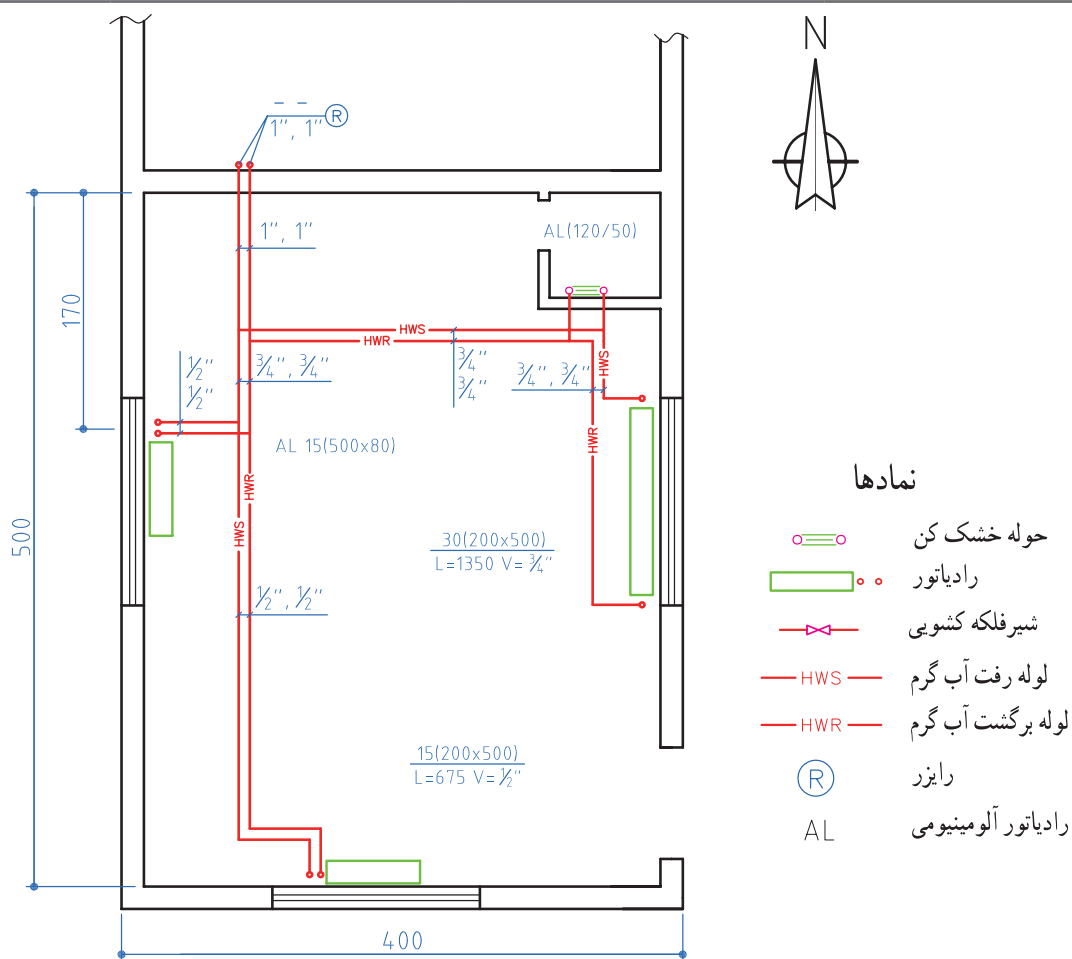 N
R
1", 1"
1", 1"
AL(120/50)
170
HWS
HWR
1/2"
1/2"
3/4", 3/4"
3/4"
3/4"
3/4", 3/4"
HWS
HWR
AL 15(500x80)
HWR
HWS
500
30(200x500)
L=1350 V= 3/4"
1/2", 1/2"
15(200x500)
L=675 V= 1/2"
400
نمادها
حوله خشک کن
رادیاتور
شیرفلکه کشویی
HWS لوله رفت آب گرم
HWR لوله برگشت آب گرم
R رایزر
AL رادیاتور آلومینیومی